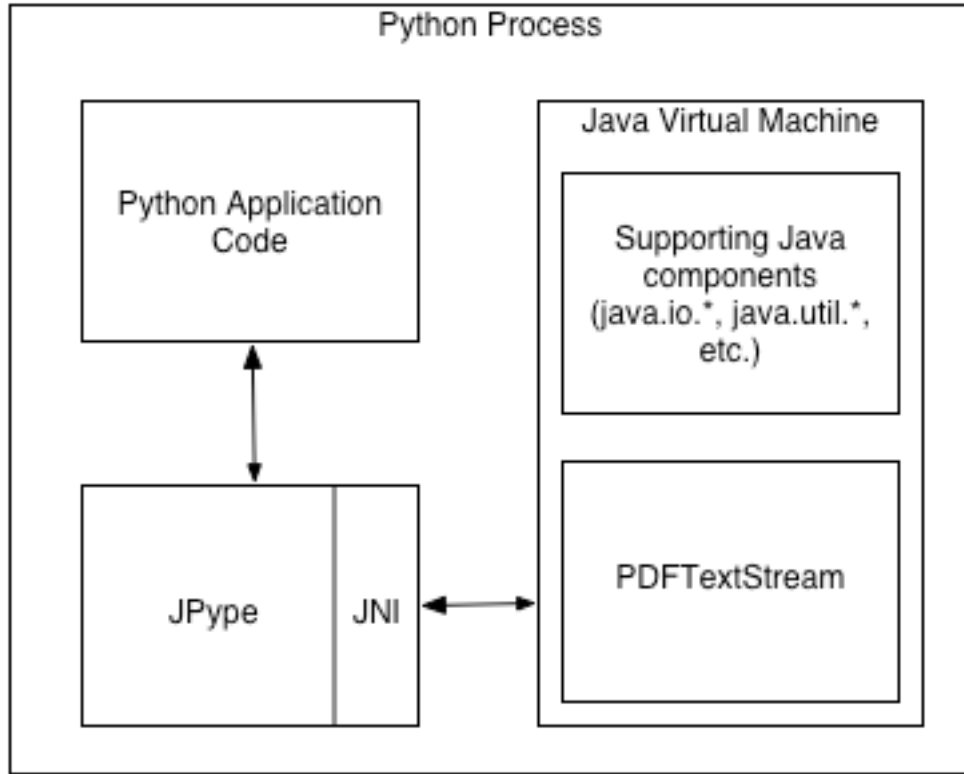 Python Process
Python Application
Code
Java Virtual Machine
Supporting Java
components
(java.io.*, java.util.*,
etc.)
JPype
JNI
PDFTextStream